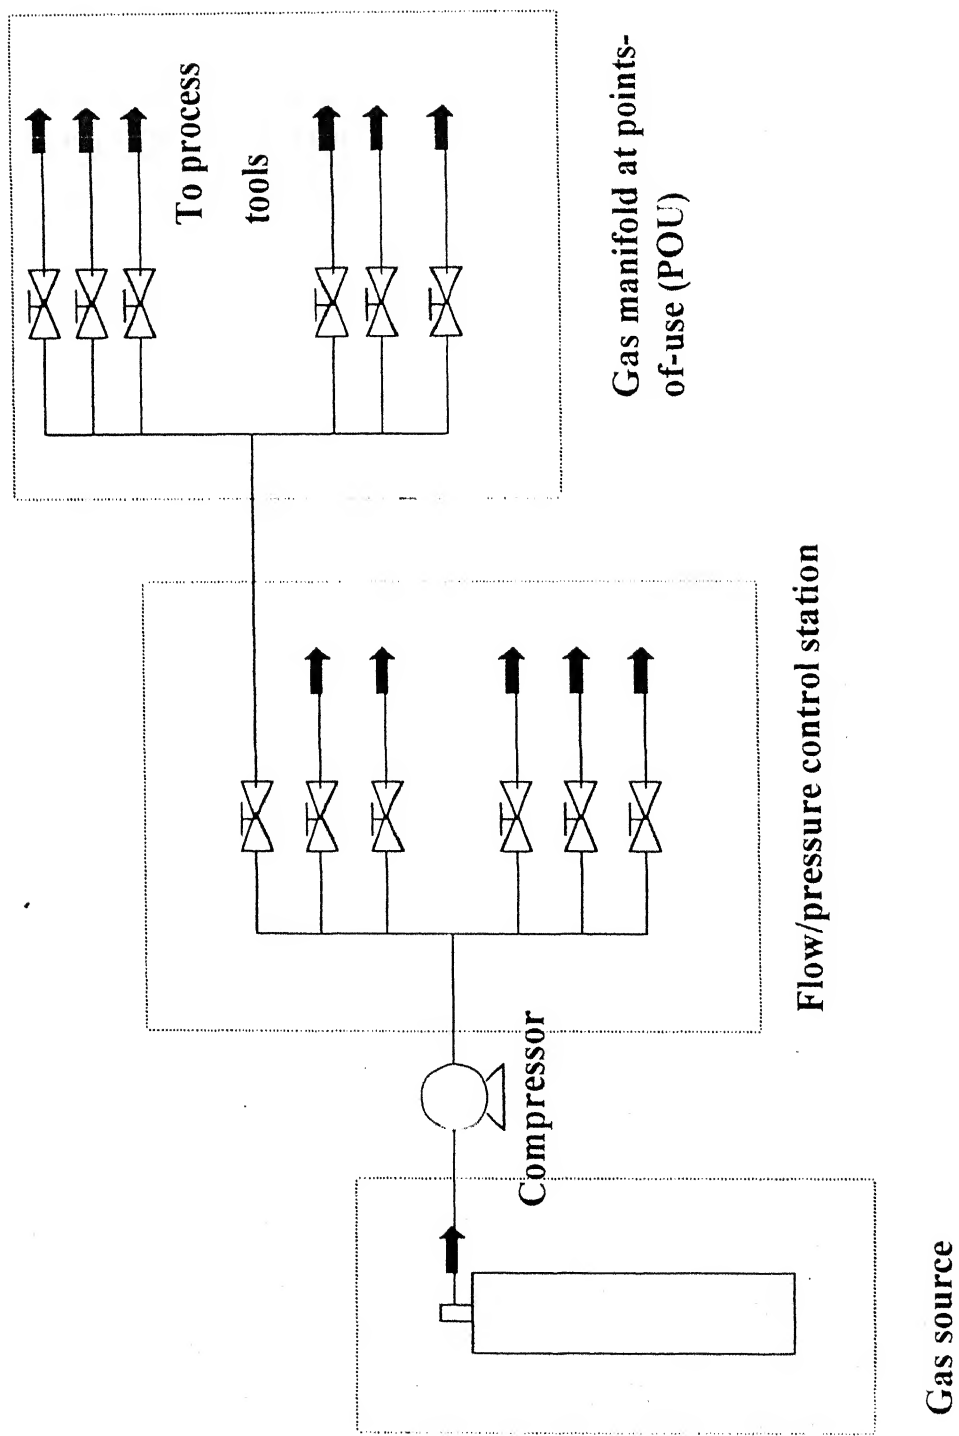 Gas source
Compressor
Flow/pressure control station
To process
tools
Gas manifold at points-
of-use (POU)